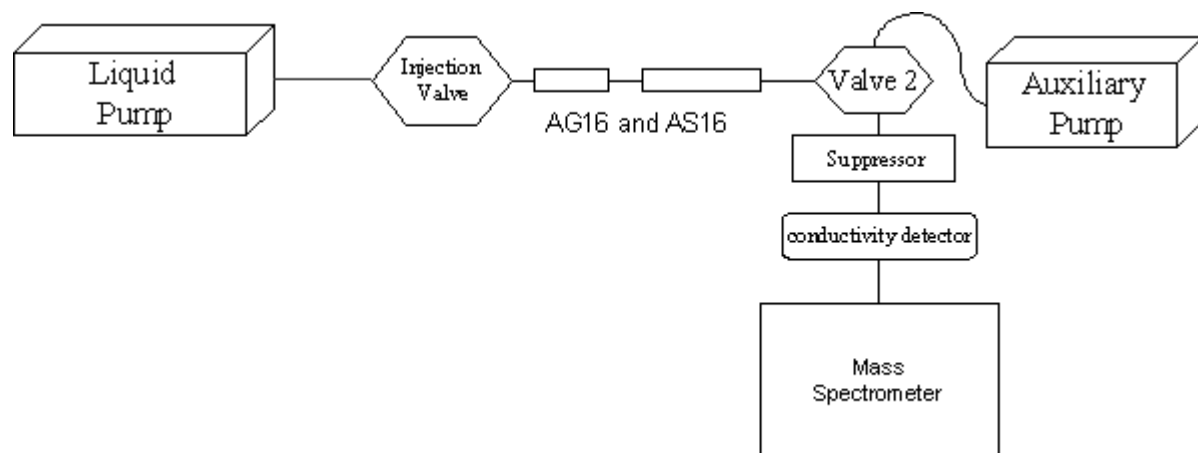 Liquid
Pump
Injection
Valve
AG16 and AS16
Valve 2
Auxiliary
Pump
Suppressor
conductivity detector
Mass
Spectrometer